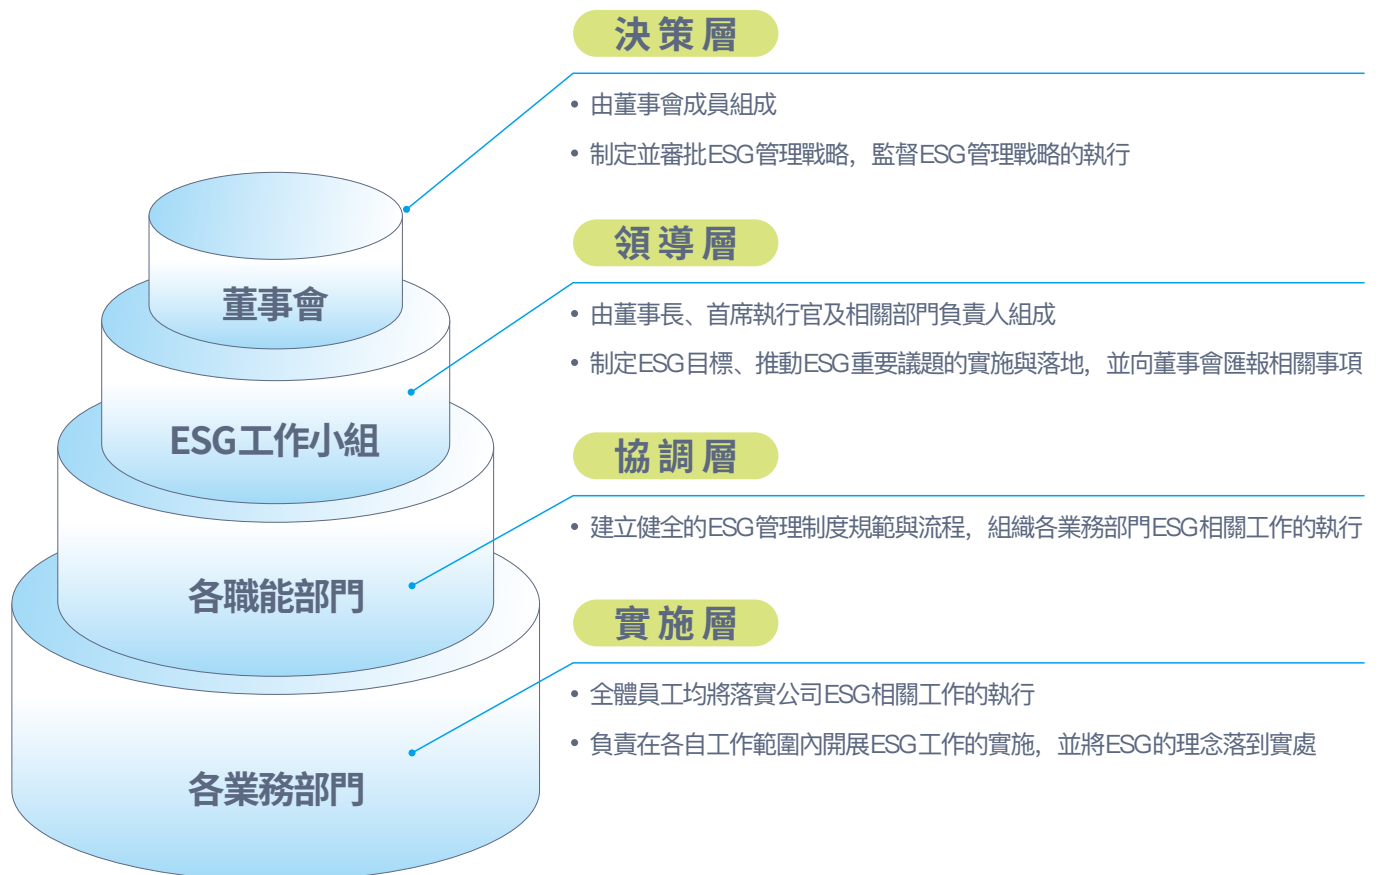 決策層
• 由董事會成員組成
• 制定並審批ESG管理戰略，監督ESG管理戰略的執行
董事會
領導層
• 由董事長、首席執行官及相關部門負責人組成
• 制定ESG目標、推動ESG重要議題的實施與落地，並向董事會匯報相關事項
ESG工作小組
協調層
• 建立健全的ESG管理制度規範與流程，組織各業務部門ESG相關工作的執行
各職能部門
實施層
• 全體員工均將落實公司ESG相關工作的執行
• 負責在各自工作範圍內開展ESG工作的實施，並將ESG的理念落到實處
各業務部門